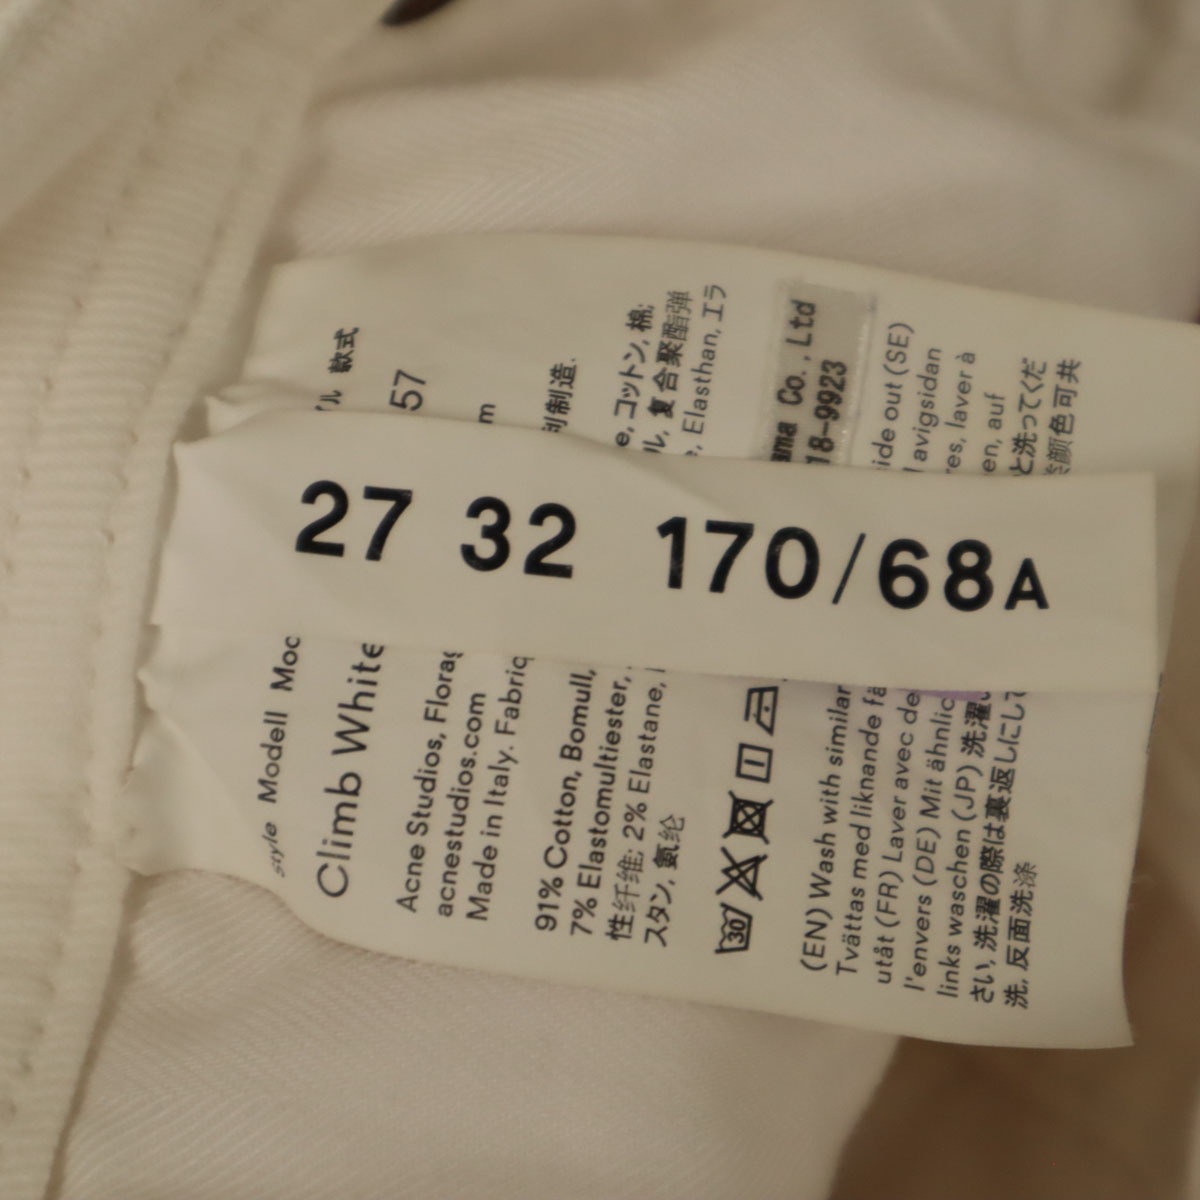 27 32 170/68A
Style Modell
款式
Climb White
57
Acne Studios,
acnestudios.com
Made in Italy.
制造.
91% Cotton, Bomull,
コットン, 棉;
7% Elastomultiester,
复合聚酯弹
性纤维; 2% Elastane,
Elasthan, エラ
スタン, 氨纶
Co., Ltd
18-9923
30
(EN) Wash with similar
side out (SE)
Tvättas med liknande
avigsidan
utåt (FR) Laver avec
laver à
l'envers (DE) Mit
auf
links waschen (JP) 洗濯
と洗ってくだ
さい, 洗濯の際は裏返しにして
颜色可共
洗, 反面洗涤